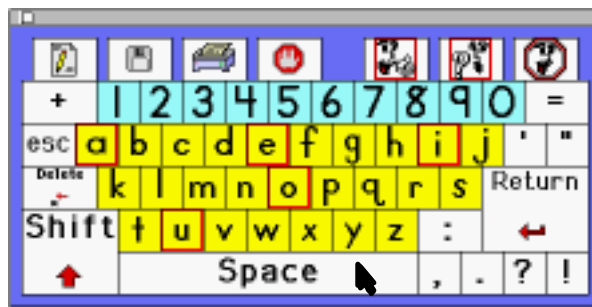 + 1 2 3 4 5 6 7 8 9 0 =
esc a b c d e f g h i j ' "
Delete k l m n o p q r s Return
Shift t u v w x y z :
Space , . ? !